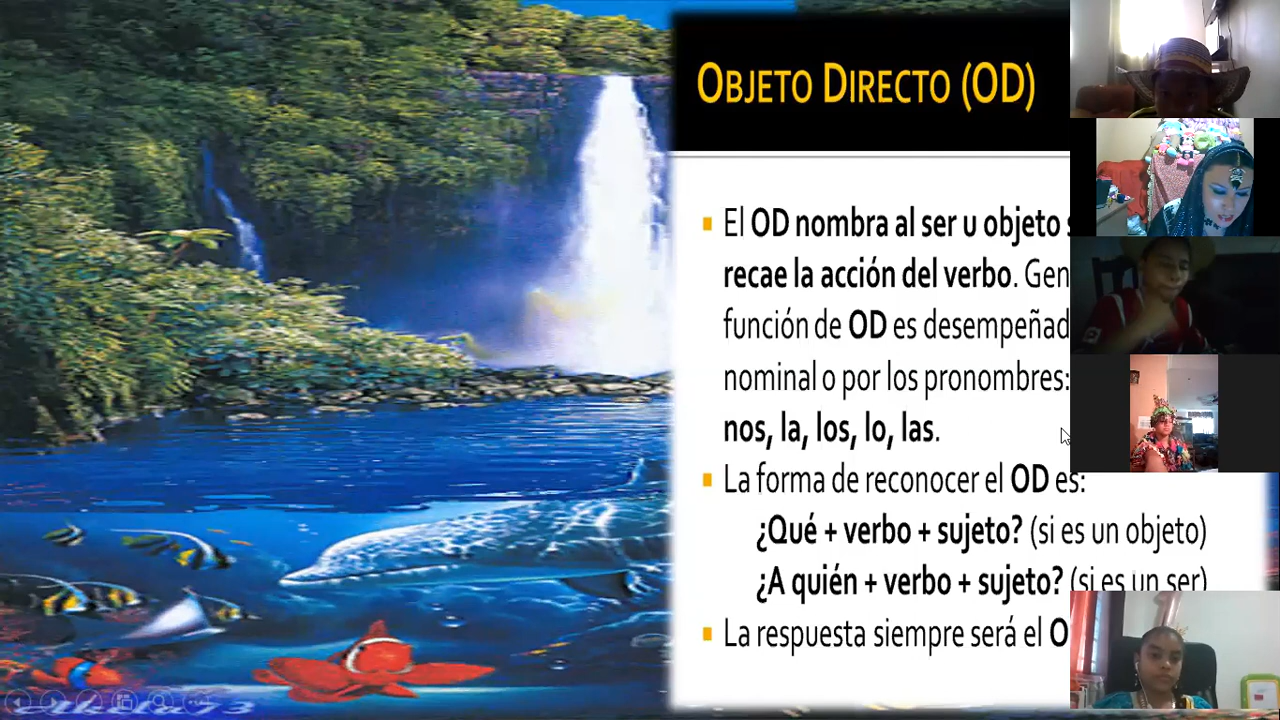 OBJETO DIRECTO (OD)
El OD nombra al ser u objeto
recae la acción del verbo.
función de OD es
nominal o por los pronombres:
nos, la, los, lo, las.
La forma de reconocer el OD es:
¿Qué + verbo + sujeto? (si es un objeto)
¿A quién + verbo + sujeto? (si es un ser)
La respuesta siempre será el